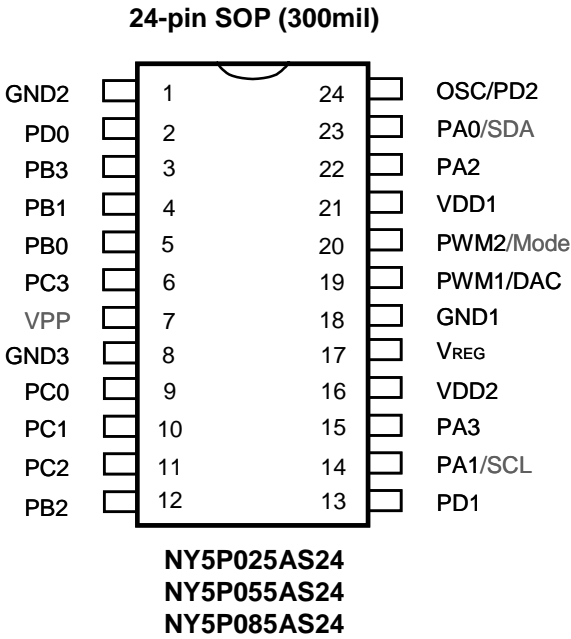 24-pin SOP (300mil)
GND2 1 24 OSC/PD2
PD0 2 23 PA0/SDA
PB3 3 22 PA2
PB1 4 21 VDD1
PB0 5 20 PWM2/Mode
PC3 6 19 PWM1/DAC
VPP 7 18 GND1
GND3 8 17 VREG
PC0 9 16 VDD2
PC1 10 15 PA3
PC2 11 14 PA1/SCL
PB2 12 13 PD1
NY5P025AS24
NY5P055AS24
NY5P085AS24